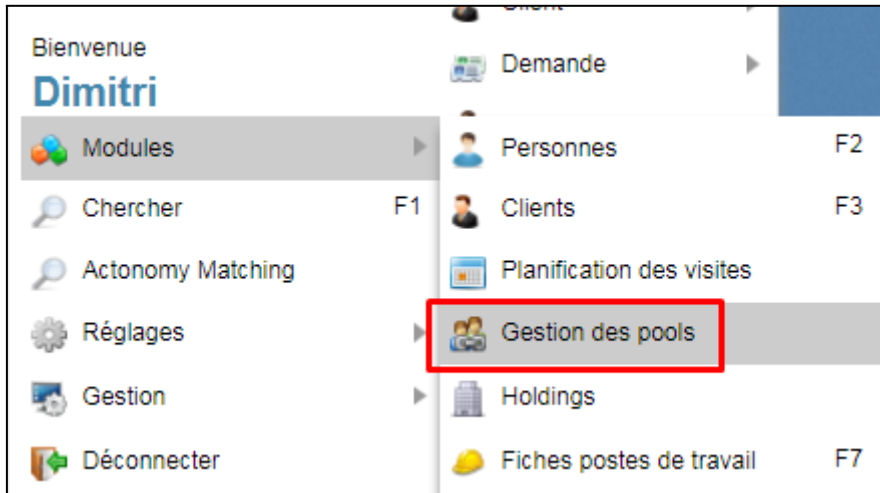 Client
Bienvenue
Dimitri
Demande
Modules
Personnes F2
Chercher F1
Clients F3
Actonomy Matching
Planification des visites
Réglages
Gestion des pools
Gestion
Holdings
Déconnecter
Fiches postes de travail F7